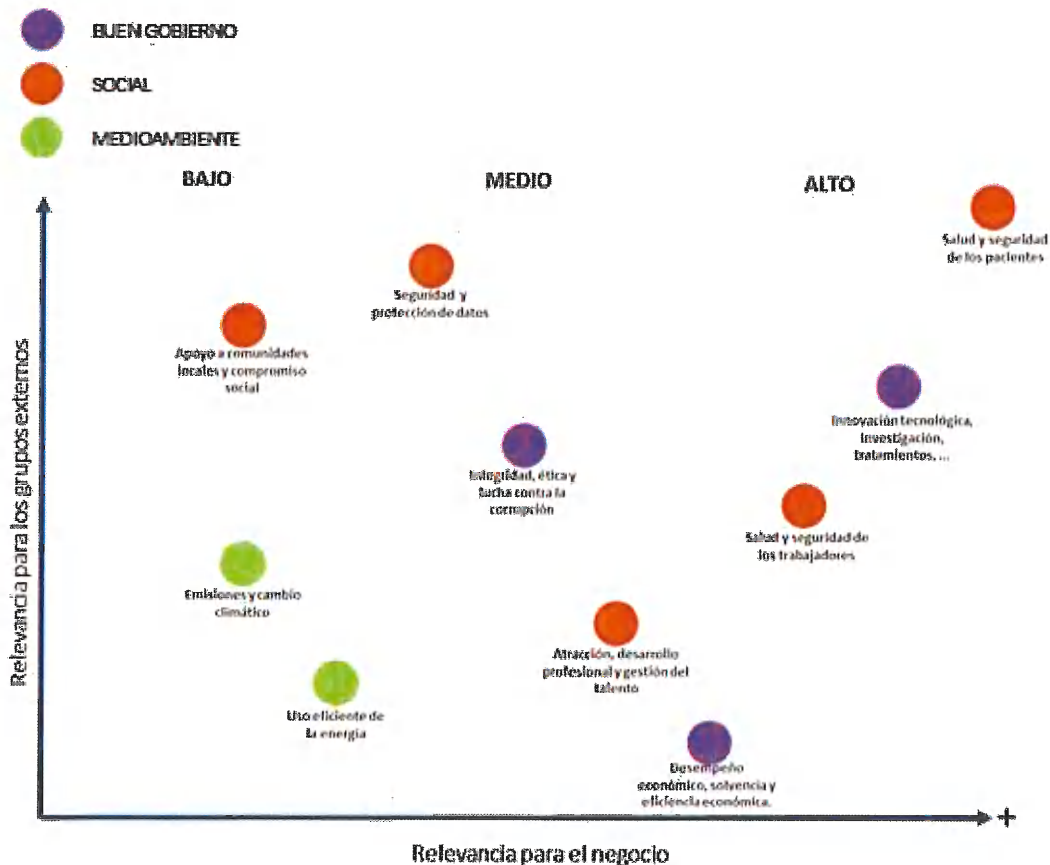 BUEN GOBIERNO
SOCIAL
MEDIOAMBIENTE
BAJO
MEDIO
ALTO
Salud y seguridad
de los pacientes
Seguridad y
protección de datos
Apoyo a comunidades
locales y compromiso
social
Innovación tecnológica,
investigación,
tratamientos, ...
Integridad, ética y
lucha contra la
corrupción
Salud y seguridad de
los trabajadores
Emisiones y cambio
climático
Atracción, desarrollo
profesional y gestión del
talento
Uso eficiente de
la energía
Desempeño
económico, solvencia y
eficiencia económica.
+
Relevancia para los grupos externos
Relevancia para el negocio